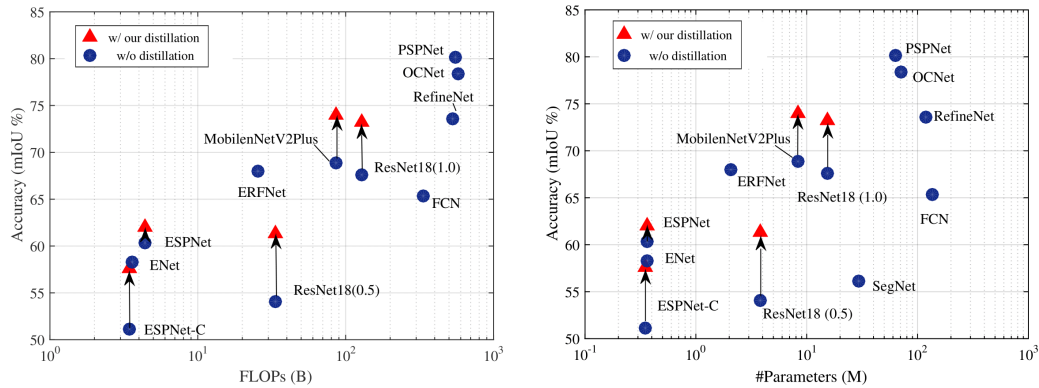 85
80
75
70
65
60
55
50
Accuracy (mIoU %)
w/ our distillation
w/o distillation
PSPNet
OCNet
RefineNet
MobilenNetV2Plus
ResNet18(1.0)
ERFNet
FCN
ESPNet
ENet
ResNet18(0.5)
ESPNet-C
10^0 10^1 10^2 10^3
FLOPs (B)
85
80
75
70
65
60
55
50
Accuracy (mIoU %)
w/ our distillation
w/o distillation
PSPNet
OCNet
RefineNet
MobilenNetV2Plus
ERFNet
ResNet18 (1.0)
FCN
ESPNet
ENet
SegNet
ESPNet-C
ResNet18 (0.5)
10^-1 10^0 10^1 10^2 10^3
#Parameters (M)